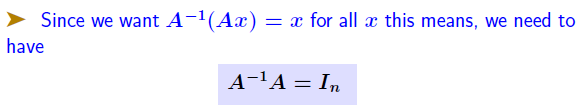 ➤ Since we want A⁻¹(Ax) = x for all x this means, we need to
have
A⁻¹A = Iₙ